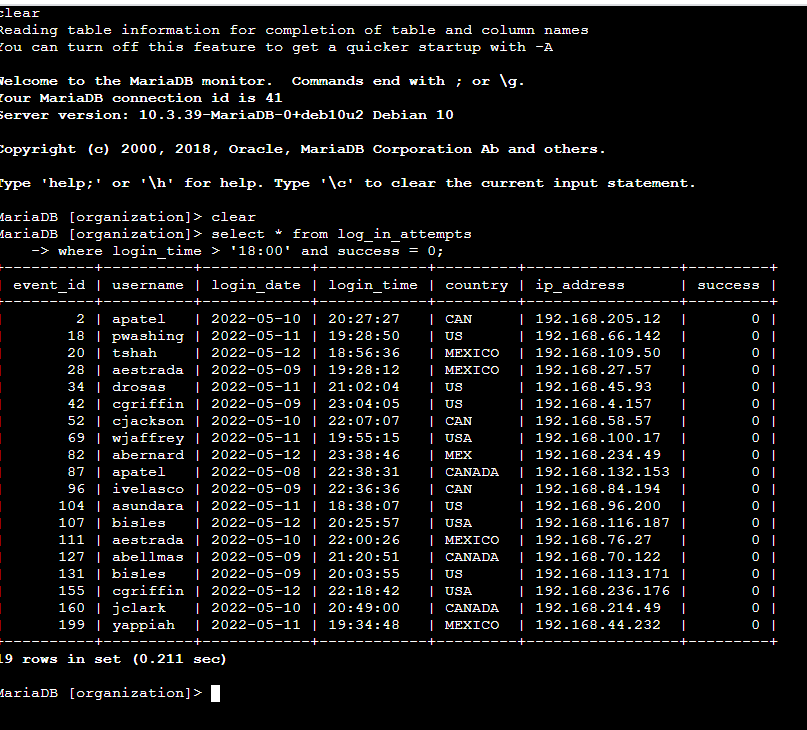 clear
Reading table information for completion of table and column names
You can turn off this feature to get a quicker startup with -A
Welcome to the MariaDB monitor.  Commands end with ; or \g.
Your MariaDB connection id is 41
Server version: 10.3.39-MariaDB-0+deb10u2 Debian 10
Copyright (c) 2000, 2018, Oracle, MariaDB Corporation Ab and others.
Type 'help;' or '\h' for help. Type '\c' to clear the current input statement.
MariaDB [organization]> clear
MariaDB [organization]> select * from log_in_attempts
    -> where login_time > '18:00' and success = 0;
+----------+----------+------------+------------+---------+-----------------+---------+
| event_id | username | login_date | login_time | country | ip_address      | success |
+----------+----------+------------+------------+---------+-----------------+---------+
|        2 | apatel   | 2022-05-10 | 20:27:27   | CAN     | 192.168.205.12  |       0 |
|       18 | pwashing | 2022-05-11 | 19:28:50   | US      | 192.168.66.142  |       0 |
|       20 | tshah    | 2022-05-12 | 18:56:36   | MEXICO  | 192.168.109.50  |       0 |
|       28 | aestrada | 2022-05-09 | 19:28:12   | MEXICO  | 192.168.27.57   |       0 |
|       34 | drosas   | 2022-05-11 | 21:02:04   | US      | 192.168.45.93   |       0 |
|       42 | cgriffin | 2022-05-09 | 23:04:05   | US      | 192.168.4.157   |       0 |
|       52 | cjackson | 2022-05-10 | 22:07:07   | CAN     | 192.168.58.57   |       0 |
|       69 | wjaffrey | 2022-05-11 | 19:55:15   | USA     | 192.168.100.17  |       0 |
|       82 | abernard | 2022-05-12 | 23:38:46   | MEX     | 192.168.234.49  |       0 |
|       87 | apatel   | 2022-05-08 | 22:38:31   | CANADA  | 192.168.132.153 |       0 |
|       96 | ivelasco | 2022-05-09 | 22:36:36   | CAN     | 192.168.84.194  |       0 |
|      104 | asundara | 2022-05-11 | 18:38:07   | US      | 192.168.96.200  |       0 |
|      107 | bisles   | 2022-05-12 | 20:25:57   | USA     | 192.168.116.187 |       0 |
|      111 | aestrada | 2022-05-10 | 22:00:26   | MEXICO  | 192.168.76.27   |       0 |
|      127 | abellmas | 2022-05-09 | 21:20:51   | CANADA  | 192.168.70.122  |       0 |
|      131 | bisles   | 2022-05-09 | 20:03:55   | US      | 192.168.113.171 |       0 |
|      155 | cgriffin | 2022-05-12 | 22:18:42   | USA     | 192.168.236.176 |       0 |
|      160 | jclark   | 2022-05-10 | 20:49:00   | CANADA  | 192.168.214.49  |       0 |
|      199 | yappiah  | 2022-05-11 | 19:34:48   | MEXICO  | 192.168.44.232  |       0 |
+----------+----------+------------+------------+---------+-----------------+---------+
19 rows in set (0.211 sec)
MariaDB [organization]>